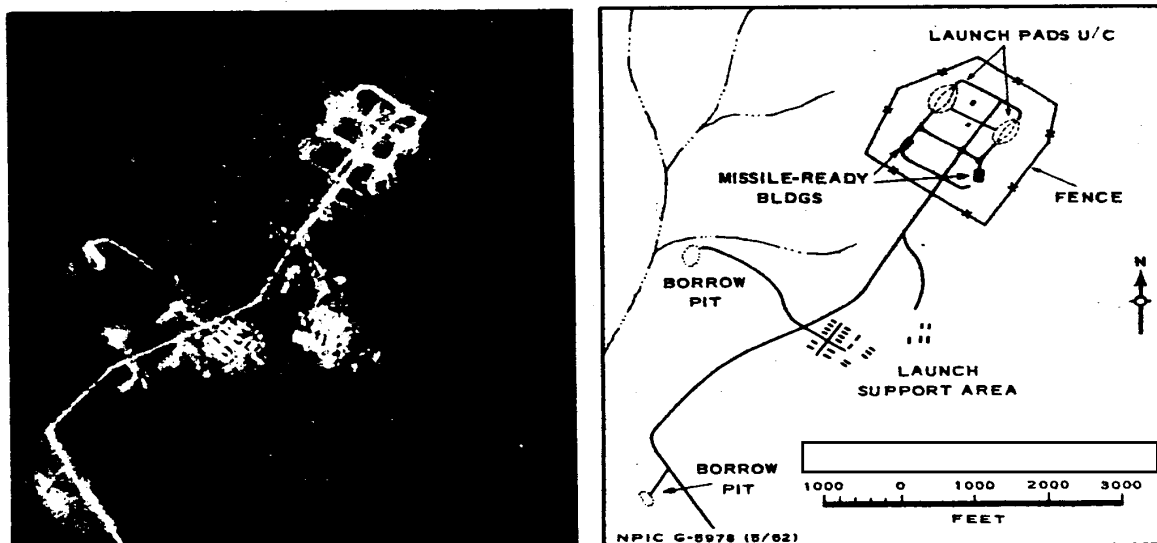 LAUNCH PADS U/C
MISSILE-READY
BLDGS
FENCE
BORROW
PIT
N
LAUNCH
SUPPORT AREA
BORROW
PIT
1000 0 1000 2000 3000
FEET
NPIC G-5978 (5/62)